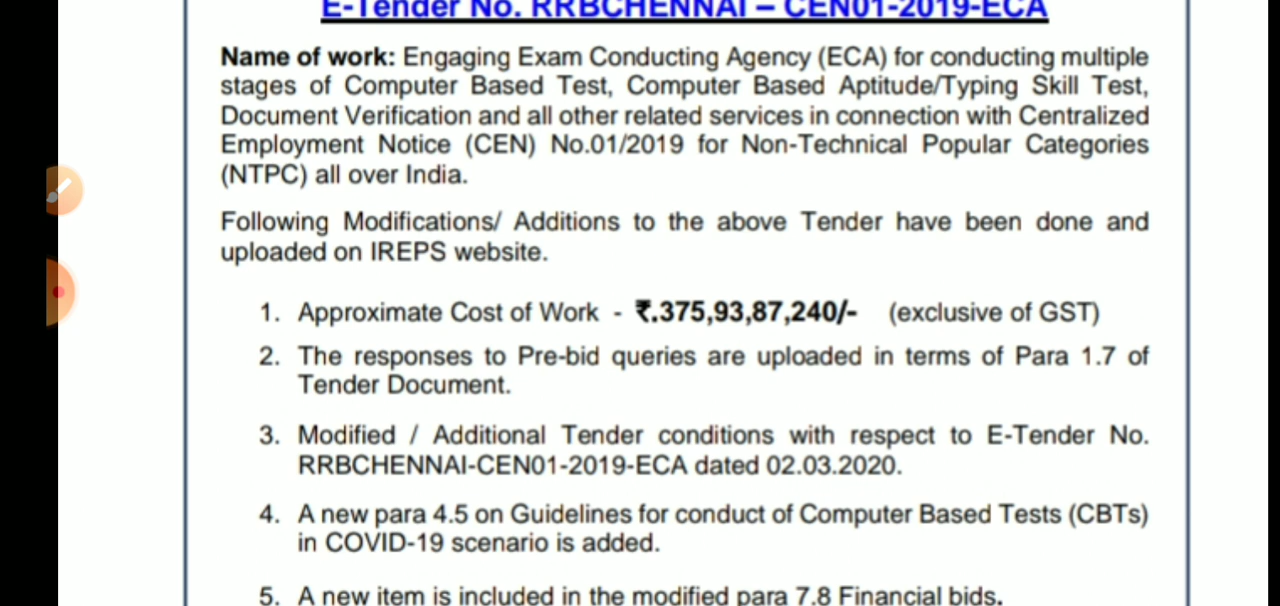 E-Tender No. RRBCHENNAI – CEN01-2019-ECA
Name of work: Engaging Exam Conducting Agency (ECA) for conducting multiple
stages of Computer Based Test, Computer Based Aptitude/Typing Skill Test,
Document Verification and all other related services in connection with Centralized
Employment Notice (CEN) No.01/2019 for Non-Technical Popular Categories
(NTPC) all over India.
Following Modifications/ Additions to the above Tender have been done and
uploaded on IREPS website.
1. Approximate Cost of Work - ₹.375,93,87,240/- (exclusive of GST)
2. The responses to Pre-bid queries are uploaded in terms of Para 1.7 of
Tender Document.
3. Modified / Additional Tender conditions with respect to E-Tender No.
RRBCHENNAI-CEN01-2019-ECA dated 02.03.2020.
4. A new para 4.5 on Guidelines for conduct of Computer Based Tests (CBTs)
in COVID-19 scenario is added.
5. A new item is included in the modified para 7.8 Financial bids.